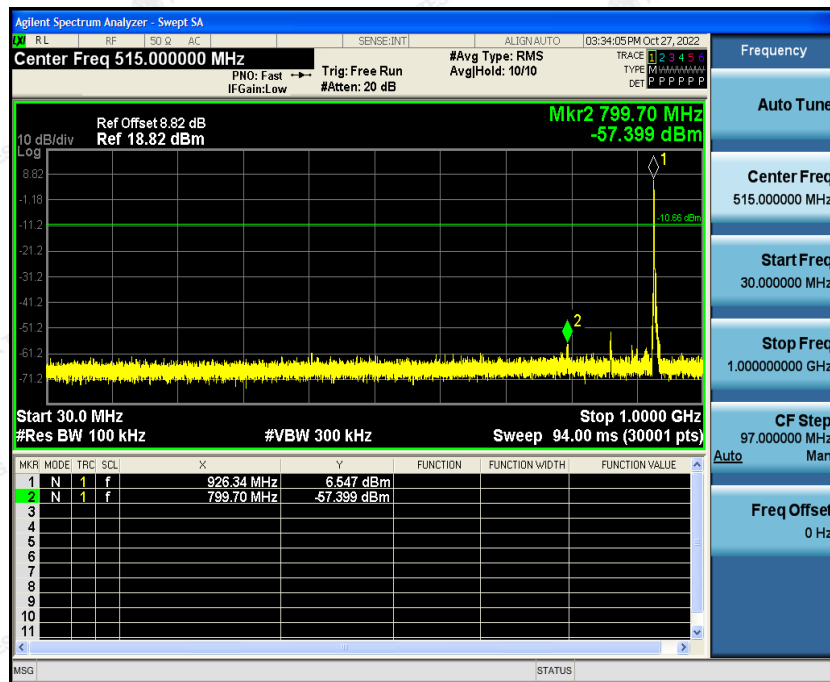 Agilent Spectrum Analyzer - Swept SA
LXI RL RF 50 Ω AC SENSE:INT ALIGN AUTO 03:34:05 PM Oct 27, 2022
Center Freq 515.000000 MHz
PNO: Fast
IFGain:Low
Trig: Free Run
#Atten: 20 dB
#Avg Type: RMS
Avg|Hold: 10/10
TRACE 1 2 3 4 5 6
TYPE M
DET P P P P P P
Mkr2 799.70 MHz
-57.399 dBm
Ref Offset 8.82 dB
Ref 18.82 dBm
10 dB/div
Log
1
8.82
-1.18
-10.66 dBm
-11.2
-21.2
-31.2
-41.2
2
-51.2
-61.2
-71.2
Start 30.0 MHz Stop 1.0000 GHz
#Res BW 100 kHz #VBW 300 kHz Sweep 94.00 ms (30001 pts)
MKR MODE TRC SCL X Y FUNCTION FUNCTION WIDTH FUNCTION VALUE
1 N 1 f 926.34 MHz 6.547 dBm
2 N 1 f 799.70 MHz -57.399 dBm
3
4
5
6
7
8
9
10
11
MSG STATUS
Frequency
Auto Tune
Center Freq
515.000000 MHz
Start Freq
30.000000 MHz
Stop Freq
1.000000000 GHz
CF Step
97.000000 MHz
Auto Man
Freq Offset
0 Hz